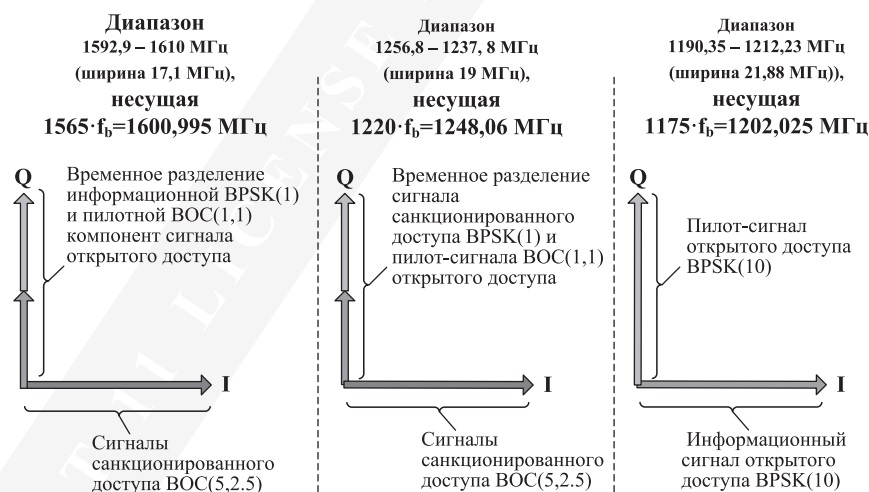 Диапазон
1592,9 – 1610 МГц
(ширина 17,1 МГц),
несущая
1565·fb=1600,995 МГц
Q
Временное разделение
информационной BPSK(1)
и пилотной BOC(1,1)
компонент сигнала
открытого доступа
I
Сигналы
санкционированного
доступа BOC(5,2.5)
Диапазон
1256,8 – 1237, 8 МГц
(ширина 19 МГц),
несущая
1220·fb=1248,06 МГц
Q
Временное разделение
сигнала
санкционированного
доступа BPSK(1) и
пилот-сигнала BOC(1,1)
открытого доступа
I
Сигналы
санкционированного
доступа BOC(5,2.5)
Диапазон
1190,35 – 1212,23 МГц
(ширина 21,88 МГц)),
несущая
1175·fb=1202,025 МГц
Q
Пилот-сигнал
открытого доступа
BPSK(10)
I
Информационный
сигнал открытого
доступа BPSK(10)
T 11 LICENSE